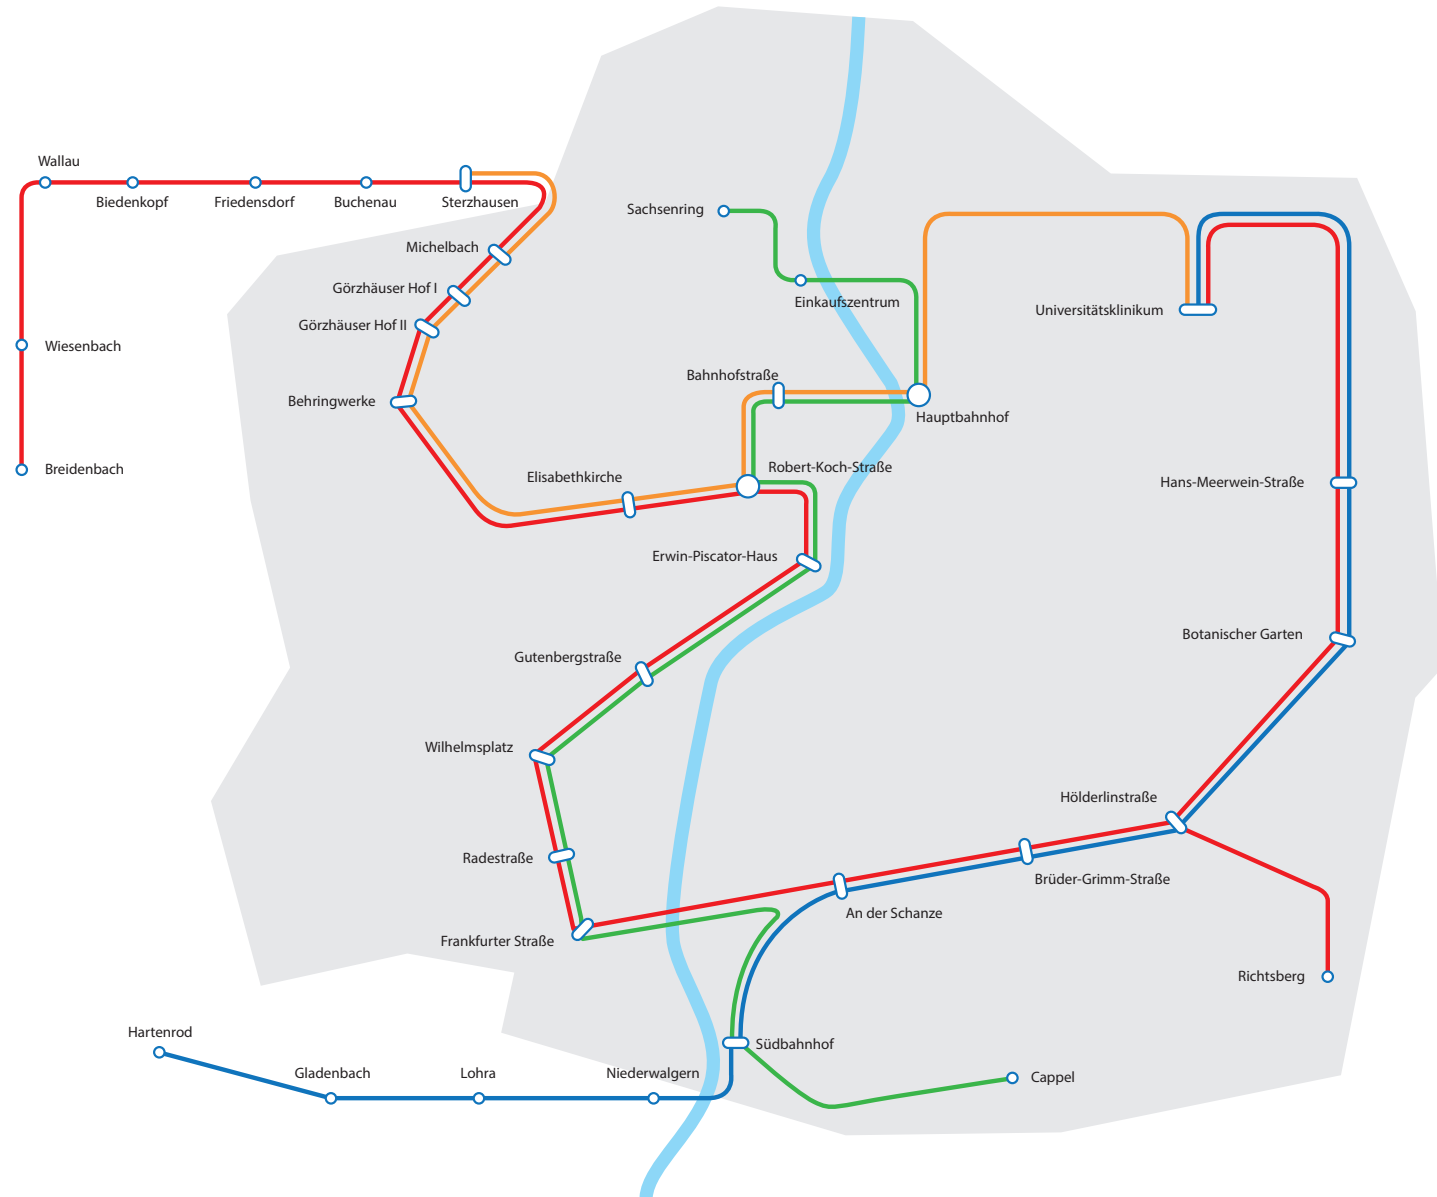 Wallau
Biedenkopf
Friedensdorf
Buchenau
Sterzhausen
Sachsenring
Michelbach
Görzhäuser Hof I
Einkaufszentrum
Universitätsklinikum
Görzhäuser Hof II
Wiesenbach
Bahnhofstraße
Behringwerke
Hauptbahnhof
Breidenbach
Robert-Koch-Straße
Elisabethkirche
Hans-Meerwein-Straße
Erwin-Piscator-Haus
Botanischer Garten
Gutenbergstraße
Wilhelmsplatz
Hölderlinstraße
Radestraße
Brüder-Grimm-Straße
An der Schanze
Frankfurter Straße
Richtsberg
Hartenrod
Südbahnhof
Gladenbach
Lohra
Niederwalgern
Cappel